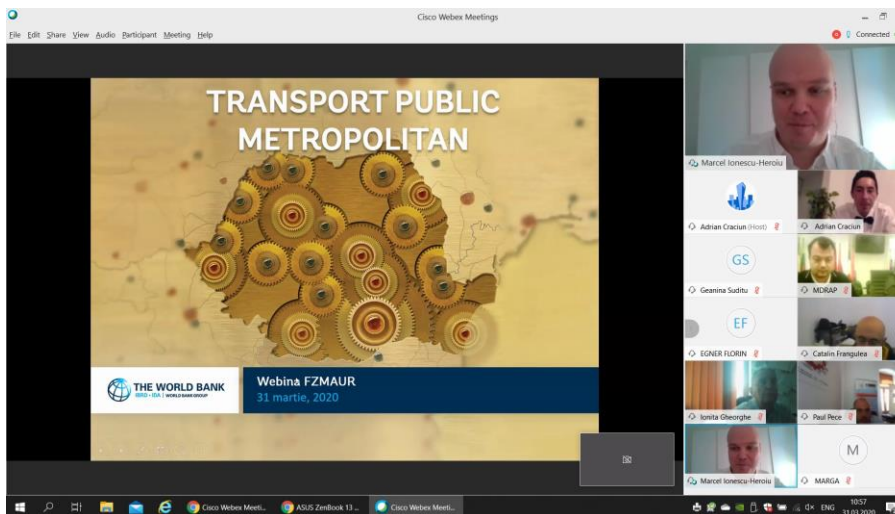 Cisco Webex Meetings
File Edit Share View Audio Participant Meeting Help
Connected
TRANSPORT PUBLIC
METROPOLITAN
THE WORLD BANK
IBRD • IDA | WORLD BANK GROUP
Webina FZMAUR
31 martie, 2020
Marcel Ionescu-Heroiu
Adrian Craciun (Host)
Adrian Craciun
GS
Geanina Suditu
MDRAP
EF
EGNER FLORIN
Catalin Frangulea
Ionita Gheorghe
Paul Pece
Marcel Ionescu-Heroiu
M
MARGA
Cisco Webex Meeti...
ASUS ZenBook 13 ...
Cisco Webex Meeti...
ENG
10:57
31.03.2020